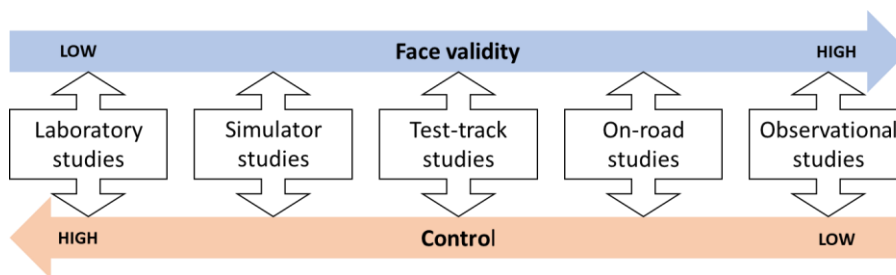 LOW Face validity HIGH
Laboratory studies
Simulator studies
Test-track studies
On-road studies
Observational studies
HIGH Control LOW